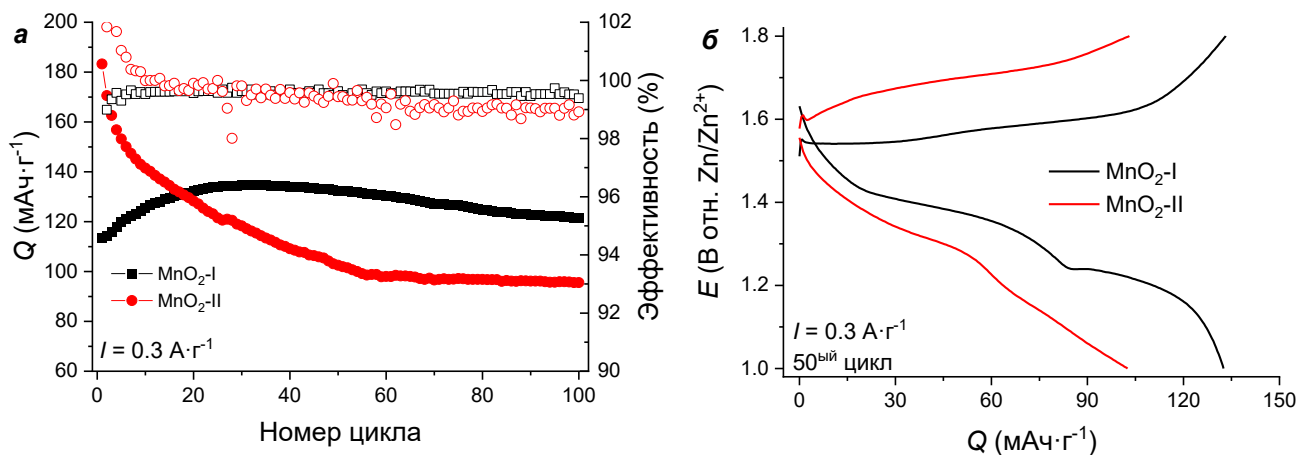 а
200
180
160
140
120
100
80
60
Q (мАч·г⁻¹)
102
100
98
96
94
92
90
Эффективность (%)
MnO₂-I
MnO₂-II
I = 0.3 А·г⁻¹
0 20 40 60 80 100
Номер цикла
б
1.8
1.6
1.4
1.2
1.0
E (В отн. Zn/Zn²⁺)
MnO₂-I
MnO₂-II
I = 0.3 А·г⁻¹
50ᵒⁱй цикл
0 30 60 90 120 150
Q (мАч·г⁻¹)